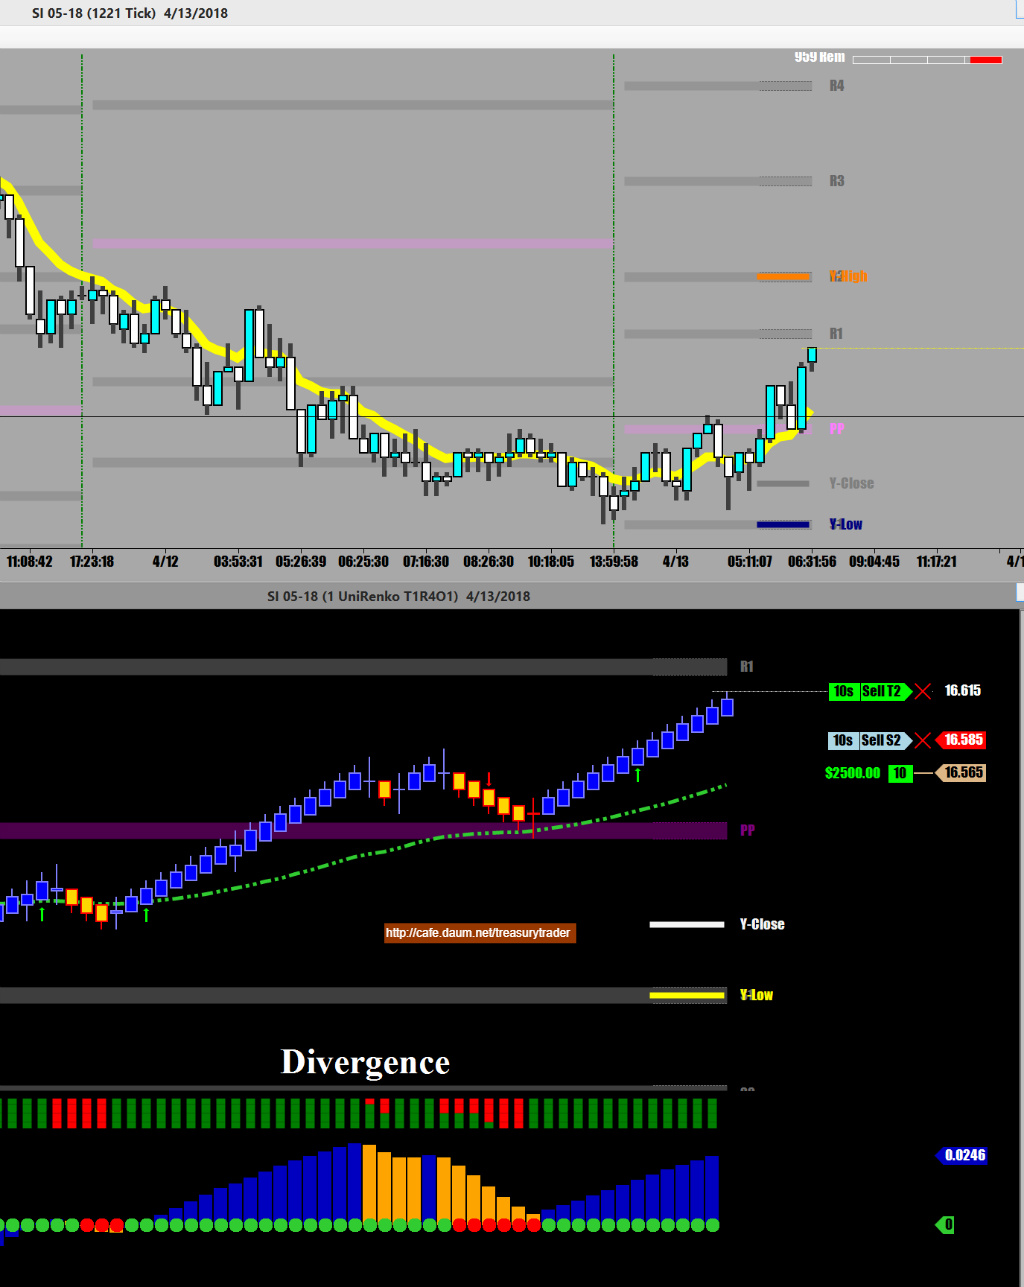 SI 05-18 (1221 Tick) 4/13/2018
959 Rem
R4
R3
Y-High
R1
PP
Y-Close
Y-Low
11:08:42 17:23:18 4/12 03:53:31 05:26:39 06:25:30 07:16:30 08:26:30 10:18:05 13:59:58 4/13 05:11:07 06:31:56 09:04:45 11:17:21 4/1
SI 05-18 (1 UniRenko T1R4O1) 4/13/2018
R1
10s Sell T2 16.615
10s Sell S2 16.585
$2500.00 10 16.565
PP
http://cafe.daum.net/treasurytrader
Y-Close
Y-Low
Divergence
0.0246
0